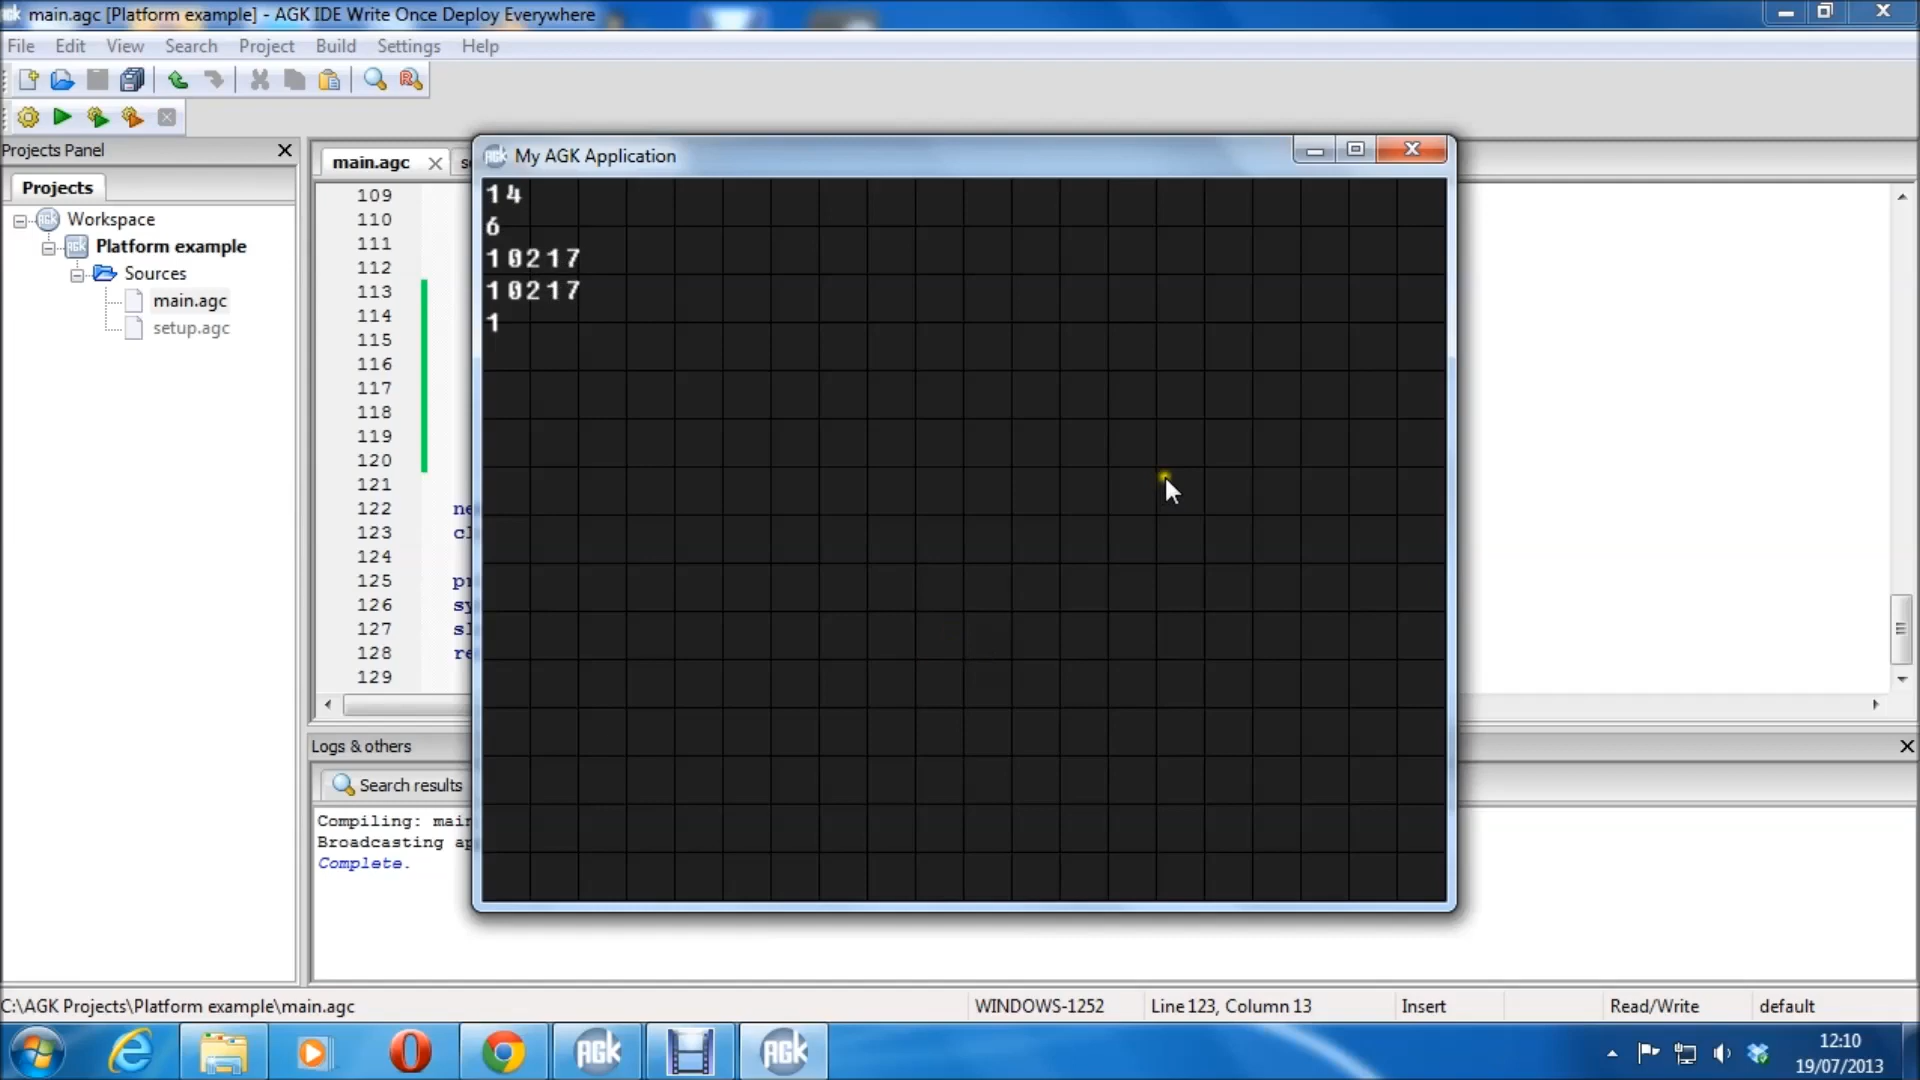 main.agc [Platform example] - AGK IDE Write Once Deploy Everywhere
File Edit View Search Project Build Settings Help
Projects Panel
Projects
Workspace
Platform example
Sources
main.agc
setup.agc
main.agc
109
110
111
112
113
114
115
116
117
118
119
120
121
122
123
124
125
126
127
128
129
My AGK Application
14
6
10217
10217
1
Logs & others
Search results
Compiling:
Broadcasting
Complete.
C:\AGK Projects\Platform example\main.agc WINDOWS-1252 Line 123, Column 13 Insert Read/Write default
AGK
AGK
12:10
19/07/2013